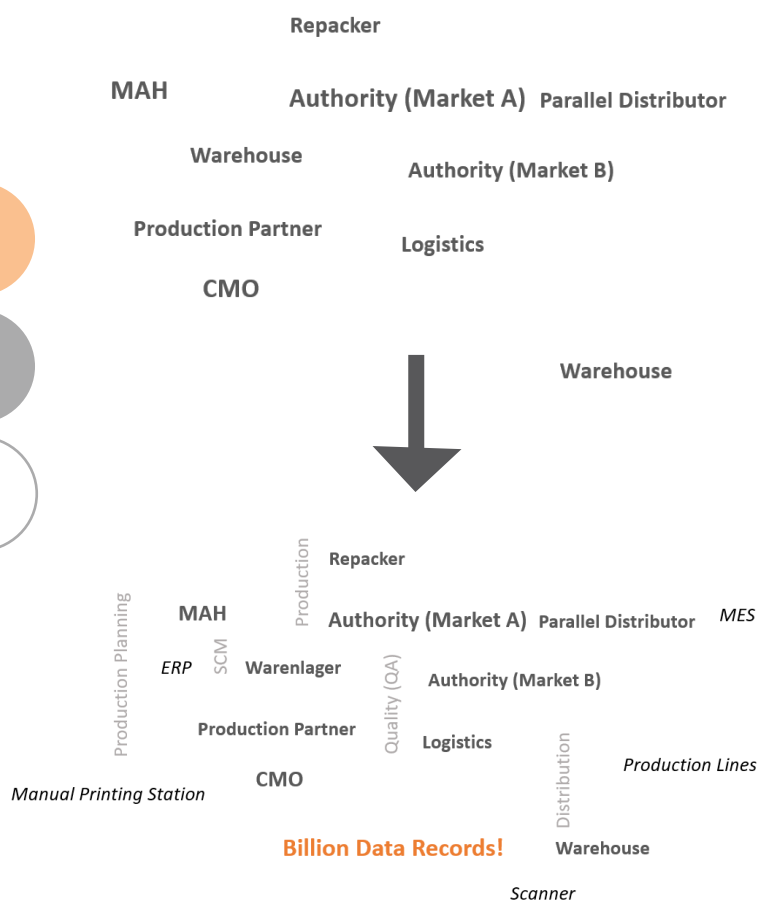 Repacker
MAH
Authority (Market A)
Parallel Distributor
Warehouse
Authority (Market B)
Production Partner
Logistics
CMO
Warehouse
Production
Repacker
Production Planning
MAH
Authority (Market A)
Parallel Distributor
MES
ERP
SCM
Warenlager
Quality (QA)
Authority (Market B)
Production Partner
Logistics
Distribution
Production Lines
CMO
Manual Printing Station
Billion Data Records!
Warehouse
Scanner